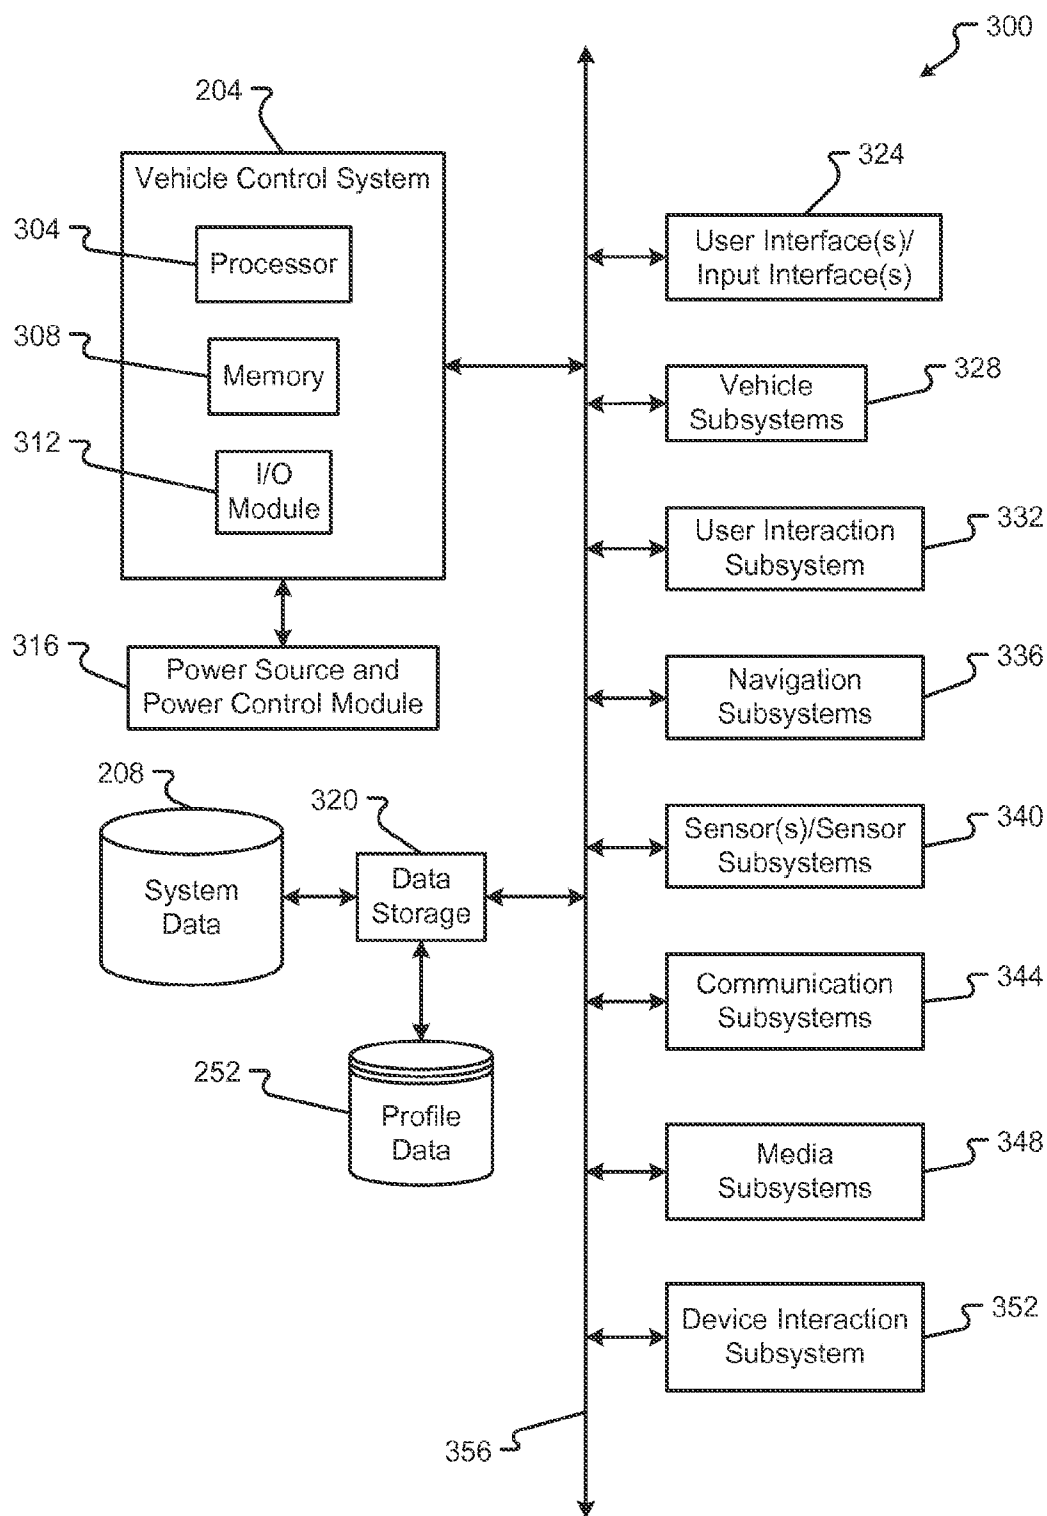 300
204
Vehicle Control System
304
Processor
308
Memory
312
I/O
Module
316
Power Source and
Power Control Module
208
System
Data
320
Data
Storage
252
Profile
Data
324
User Interface(s)/
Input Interface(s)
328
Vehicle
Subsystems
332
User Interaction
Subsystem
336
Navigation
Subsystems
340
Sensor(s)/Sensor
Subsystems
344
Communication
Subsystems
348
Media
Subsystems
352
Device Interaction
Subsystem
356